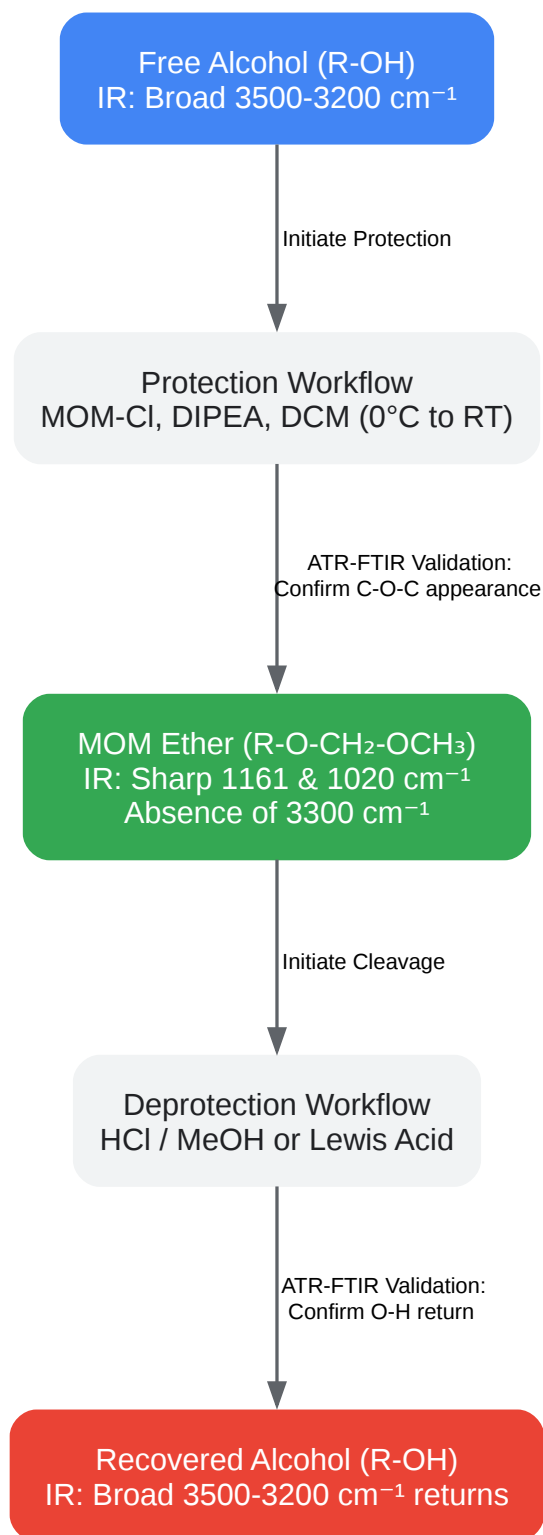 Free Alcohol (R-OH)
IR: Broad 3500-3200 cm⁻¹
Initiate Protection
Protection Workflow
MOM-Cl, DIPEA, DCM (0°C to RT)
ATR-FTIR Validation:
Confirm C-O-C appearance
MOM Ether (R-O-CH₂-OCH₃)
IR: Sharp 1161 & 1020 cm⁻¹
Absence of 3300 cm⁻¹
Initiate Cleavage
Deprotection Workflow
HCl / MeOH or Lewis Acid
ATR-FTIR Validation:
Confirm O-H return
Recovered Alcohol (R-OH)
IR: Broad 3500-3200 cm⁻¹ returns